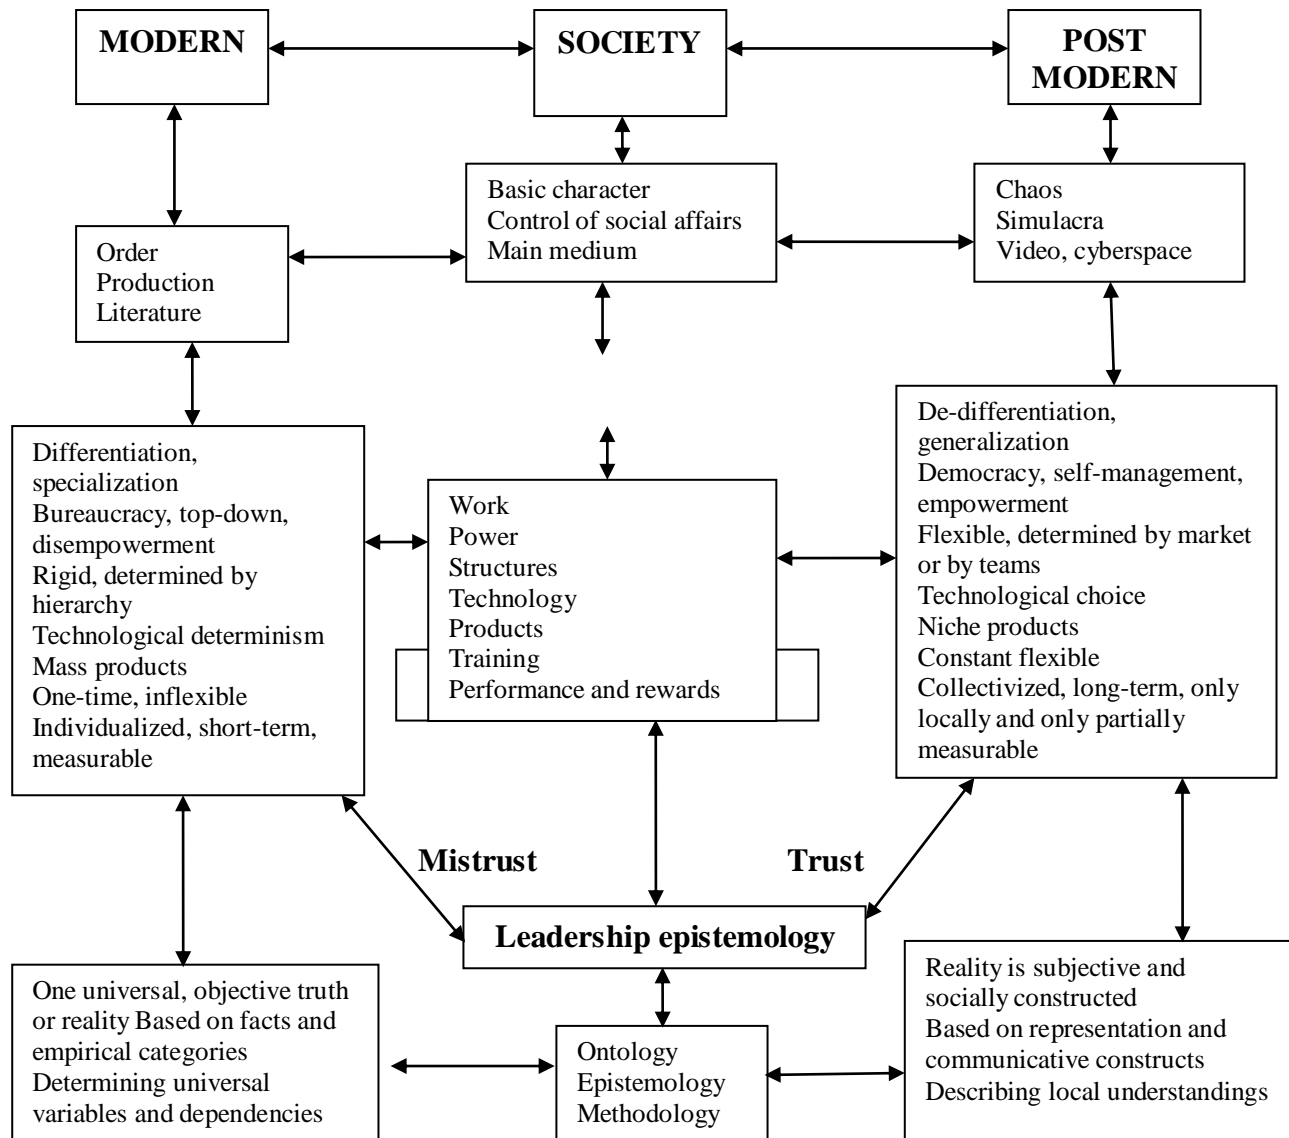 MODERN
SOCIETY
POST
MODERN
Basic character
Control of social affairs
Main medium
Chaos
Simulacra
Video, cyberspace
Order
Production
Literature
Differentiation,
specialization
Bureaucracy, top-down,
disempowerment
Rigid, determined by
hierarchy
Technological determinism
Mass products
One-time, inflexible
Individualized, short-term,
measurable
Work
Power
Structures
Technology
Products
Training
Performance and rewards
De-differentiation,
generalization
Democracy, self-management,
empowerment
Flexible, determined by market
or by teams
Technological choice
Niche products
Constant flexible
Collectivized, long-term, only
locally and only partially
measurable
Mistrust
Trust
Leadership epistemology
One universal, objective truth
or reality Based on facts and
empirical categories
Determining universal
variables and dependencies
Ontology
Epistemology
Methodology
Reality is subjective and
socially constructed
Based on representation and
communicative constructs
Describing local understandings